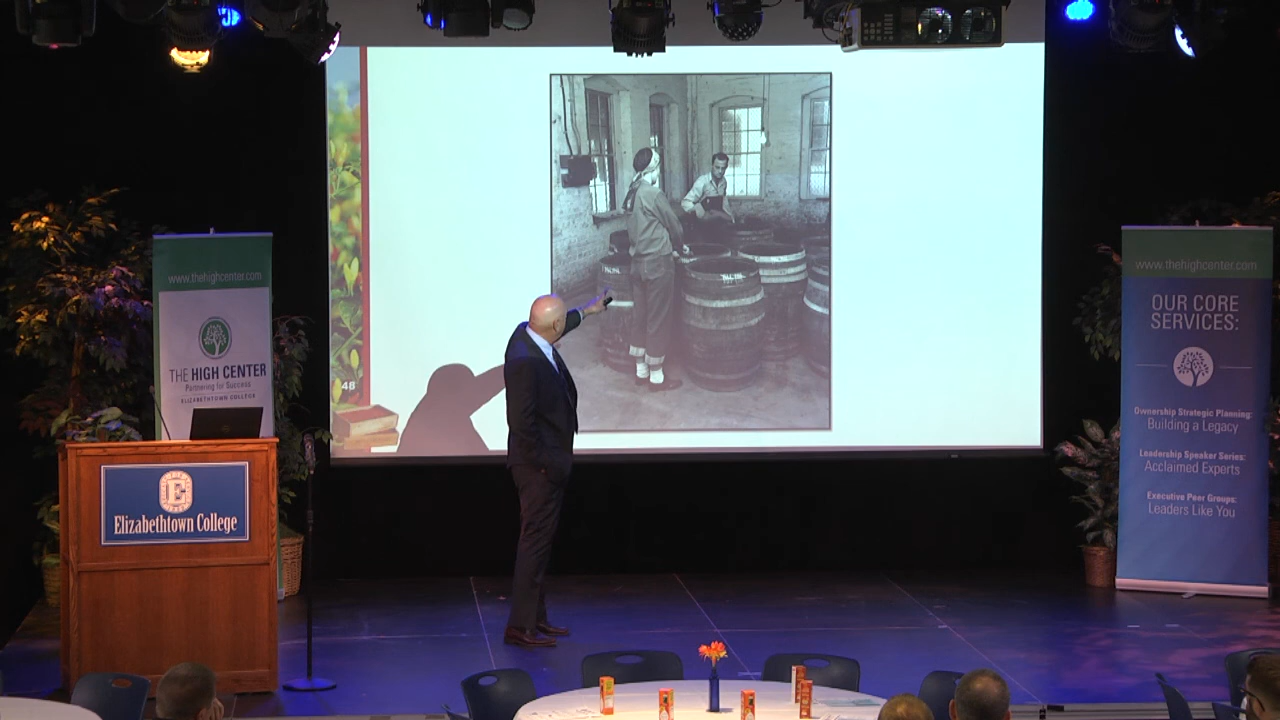 www.thehighcenter.com
THE HIGH CENTER
Partnering for Success
ELIZABETHTOWN COLLEGE
E
Elizabethtown College
48
www.thehighcenter.com
OUR CORE
SERVICES:
Ownership Strategic Planning:
Building a Legacy
Leadership Speaker Series:
Acclaimed Experts
Executive Peer Groups:
Leaders Like You